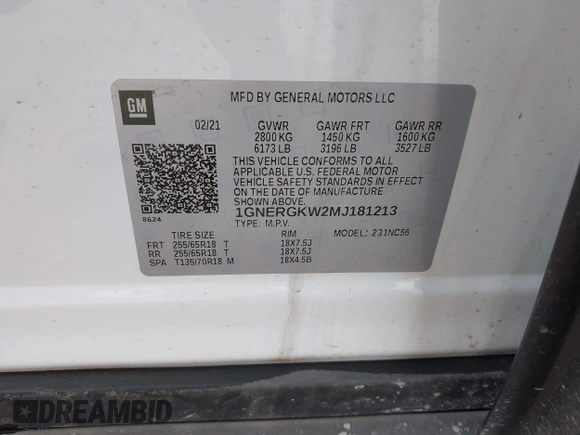 GM
MFD BY GENERAL MOTORS LLC
02/21 GVWR GAWR FRT GAWR RR
2800 KG 1450 KG 1600 KG
6173 LB 3196 LB 3527 LB
THIS VEHICLE CONFORMS TO ALL
APPLICABLE U.S. FEDERAL MOTOR
VEHICLE SAFETY STANDARDS IN EFFECT
ON THE DATE OF MANUFACTURE
SHOWN ABOVE.
8624 1GNERGKW2MJ181213
TYPE: M.P.V.
TIRE SIZE RIM MODEL: 231NC56
FRT 255/65R18 T 18X7.5J
RR 255/65R18 T 18X7.5J
SPA T135/70R18 M 18X4.5B
DREAMBID